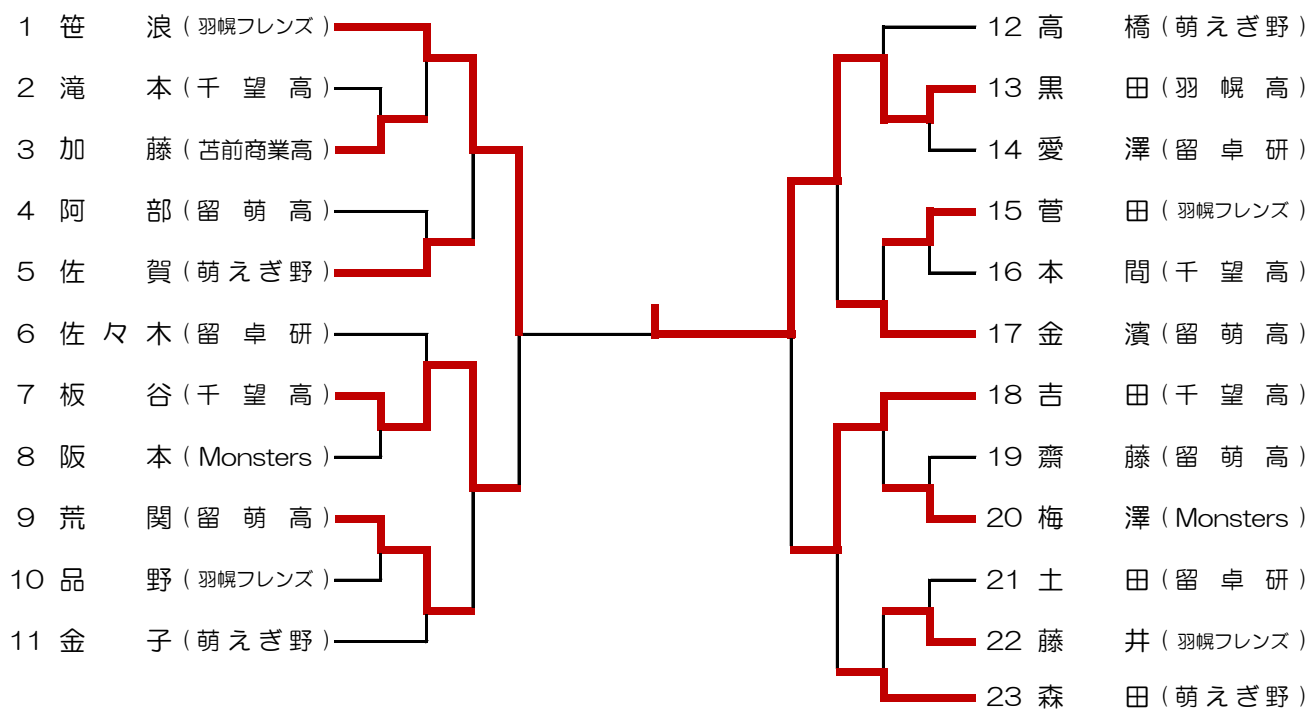 1 笹 浪 ( 羽幌フレンズ )
2 滝 本 ( 千 望 高 )
3 加 藤 ( 苫前商業高 )
4 阿 部 ( 留 萌 高 )
5 佐 賀 ( 萌えぎ野 )
6 佐 々 木 ( 留 卓 研 )
7 板 谷 ( 千 望 高 )
8 阪 本 ( Monsters )
9 荒 関 ( 留 萌 高 )
10 品 野 ( 羽幌フレンズ )
11 金 子 ( 萌えぎ野 )
12 高 橋 ( 萌えぎ野 )
13 黒 田 ( 羽 幌 高 )
14 愛 澤 ( 留 卓 研 )
15 菅 田 ( 羽幌フレンズ )
16 本 間 ( 千 望 高 )
17 金 濱 ( 留 萌 高 )
18 吉 田 ( 千 望 高 )
19 齋 藤 ( 留 萌 高 )
20 梅 澤 ( Monsters )
21 土 田 ( 留 卓 研 )
22 藤 井 ( 羽幌フレンズ )
23 森 田 ( 萌えぎ野 )